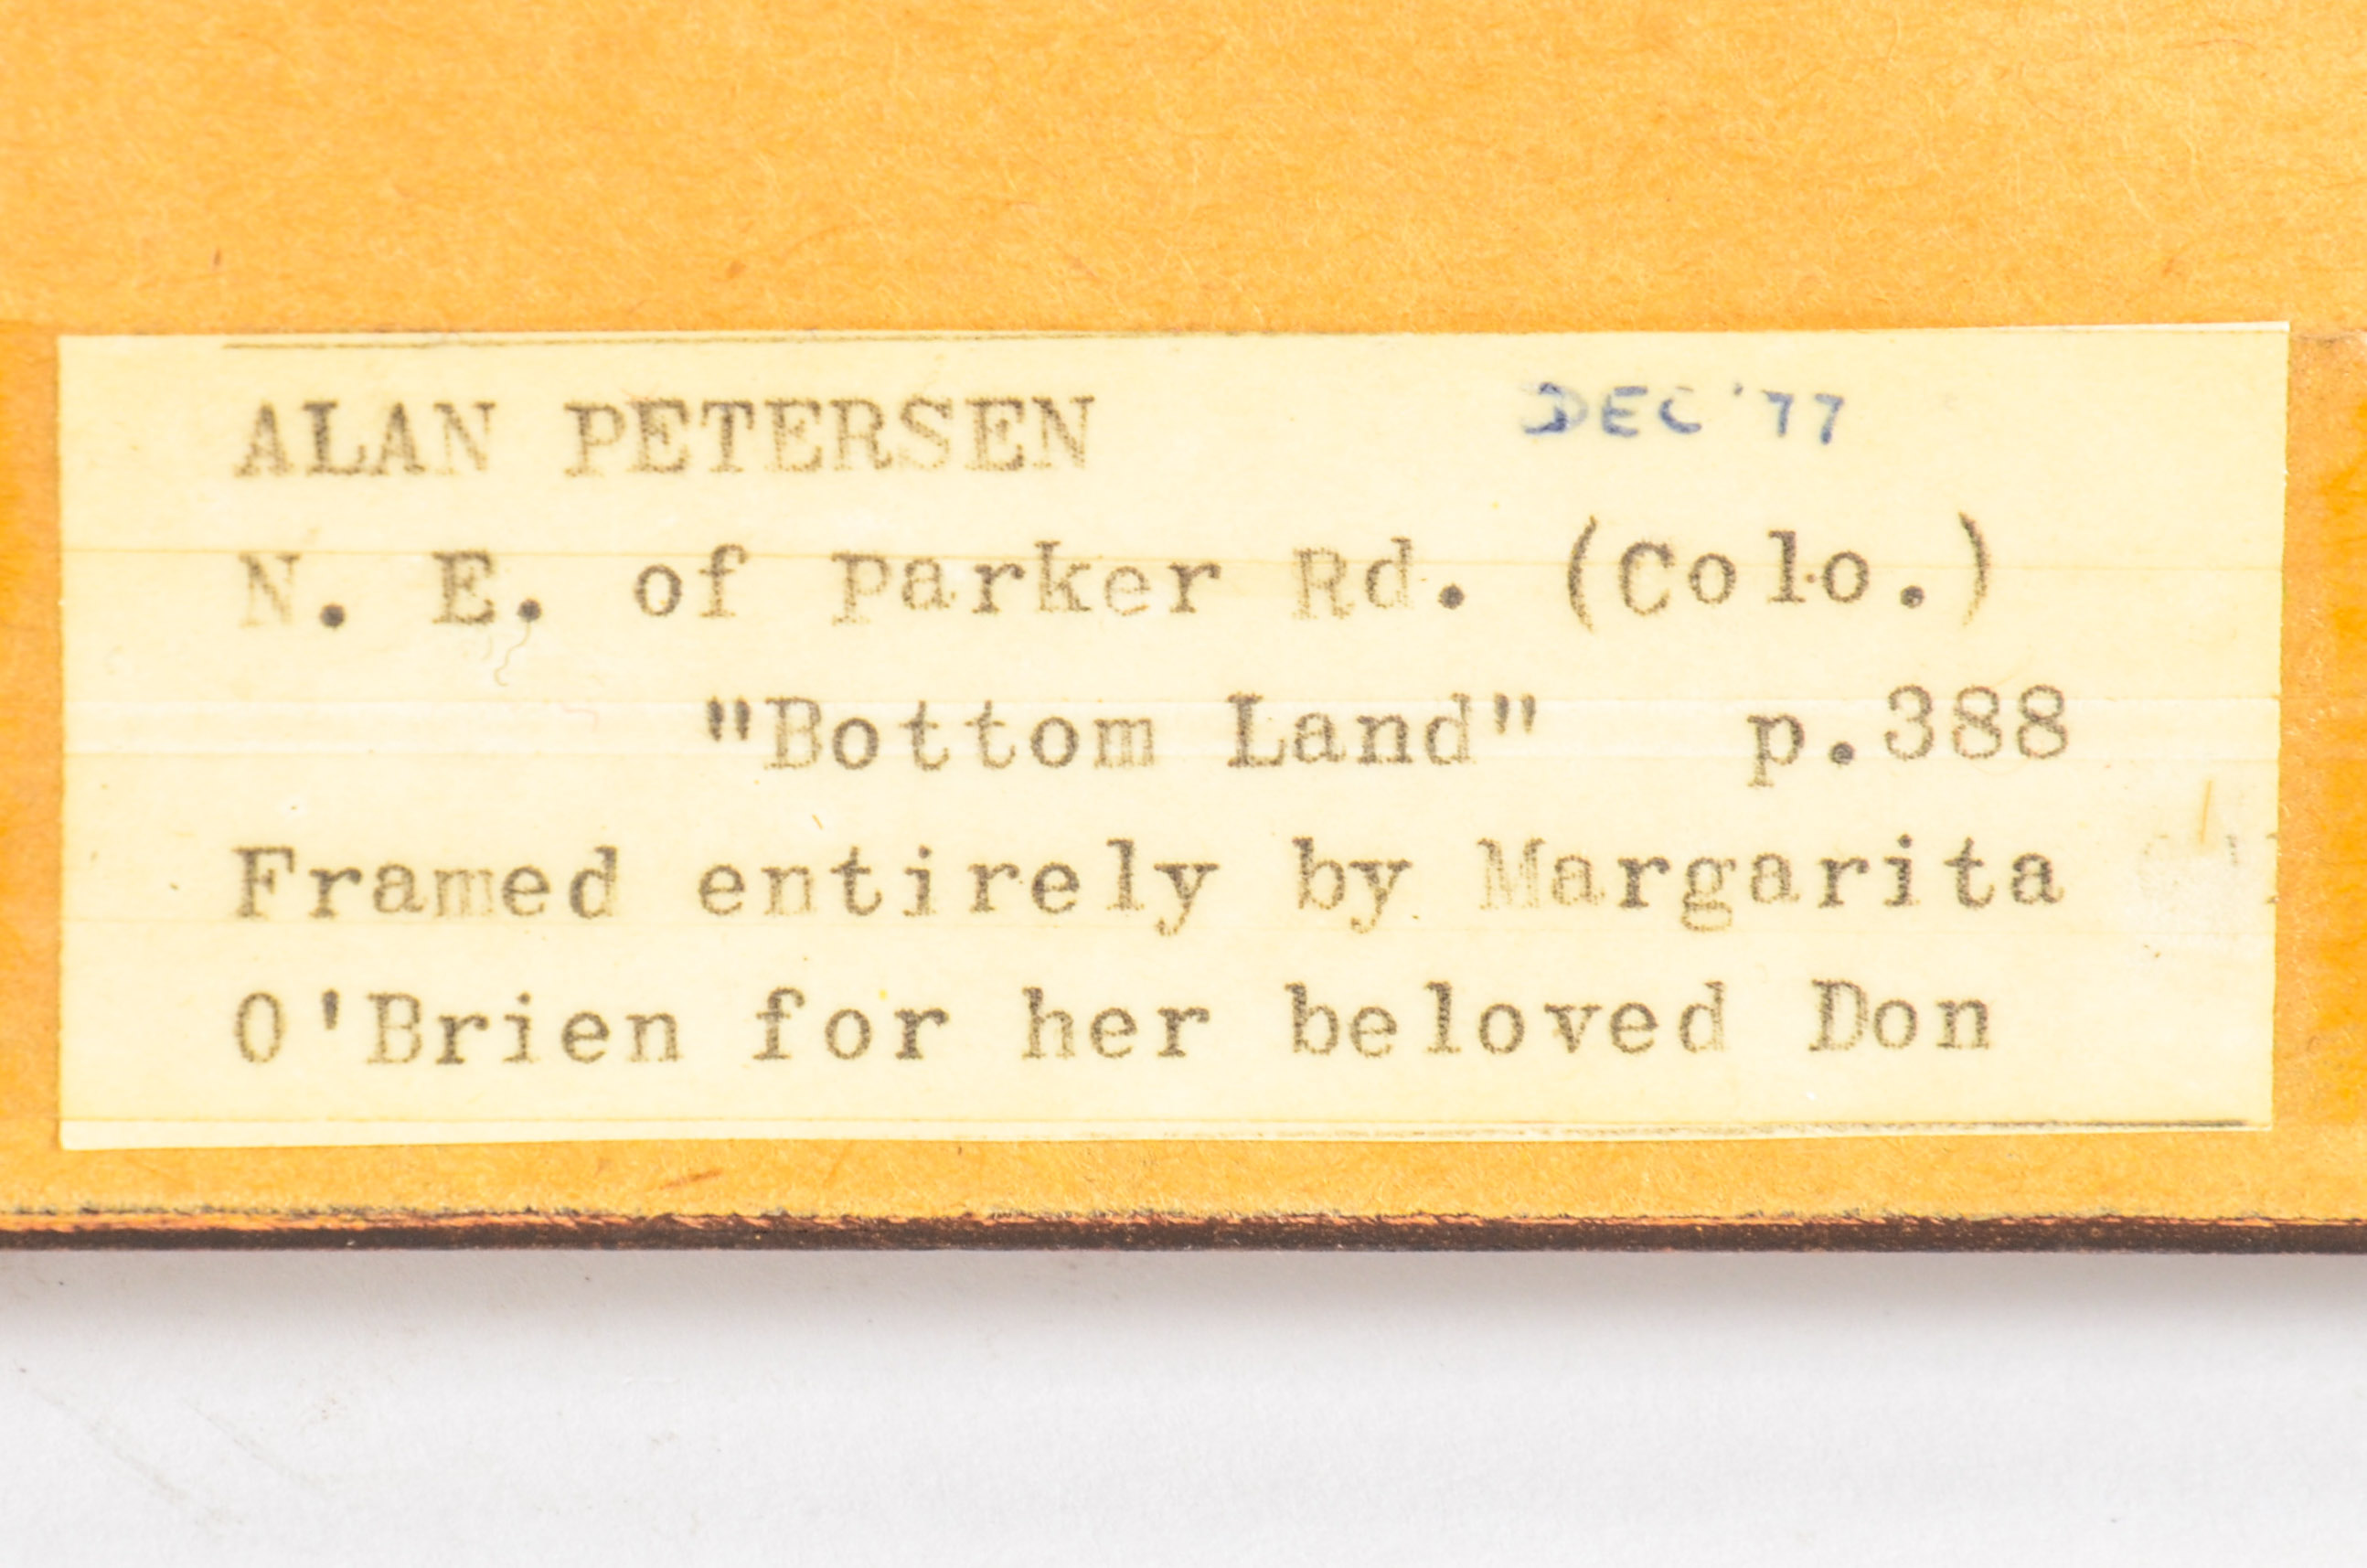 ALAN PETERSEN DEC '77
N. E. of Parker Rd. (Colo.)
"Bottom Land" p.388
Framed entirely by Margarita
O'Brien for her beloved Don